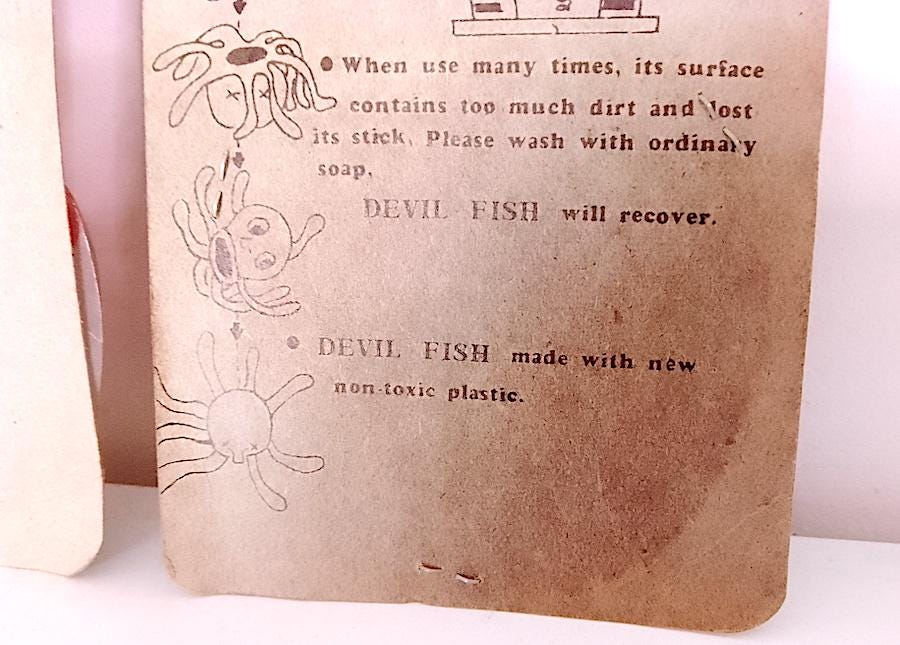 When use many times, its surface
contains too much dirt and lost
its stick. Please wash with ordinary
soap.
DEVIL FISH will recover.
DEVIL FISH made with new
non-toxic plastic.